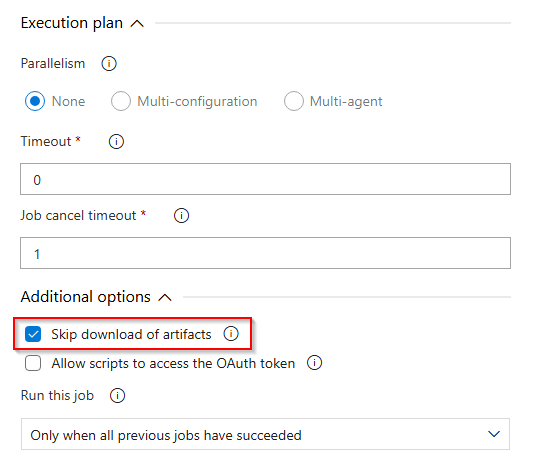 Execution plan
Parallelism
None Multi-configuration Multi-agent
Timeout *
0
Job cancel timeout *
1
Additional options
Skip download of artifacts
Allow scripts to access the OAuth token
Run this job
Only when all previous jobs have succeeded